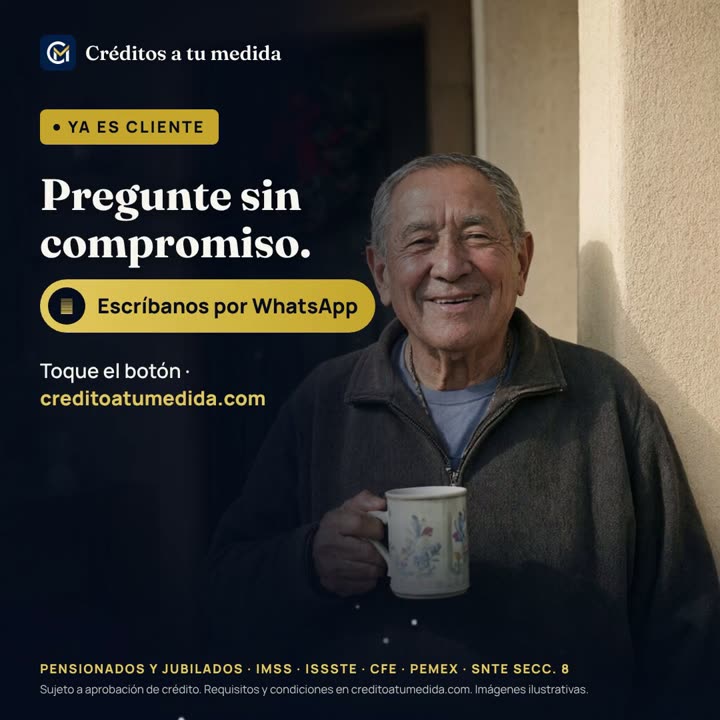 Créditos a tu medida
• YA ES CLIENTE
Pregunte sin
compromiso.
Escríbanos por WhatsApp
Toque el botón ·
creditoatumedida.com
PENSIONADOS Y JUBILADOS · IMSS · ISSSTE · CFE · PEMEX · SNTE SECC. 8
Sujeto a aprobación de crédito. Requisitos y condiciones en creditoatumedida.com. Imágenes ilustrativas.